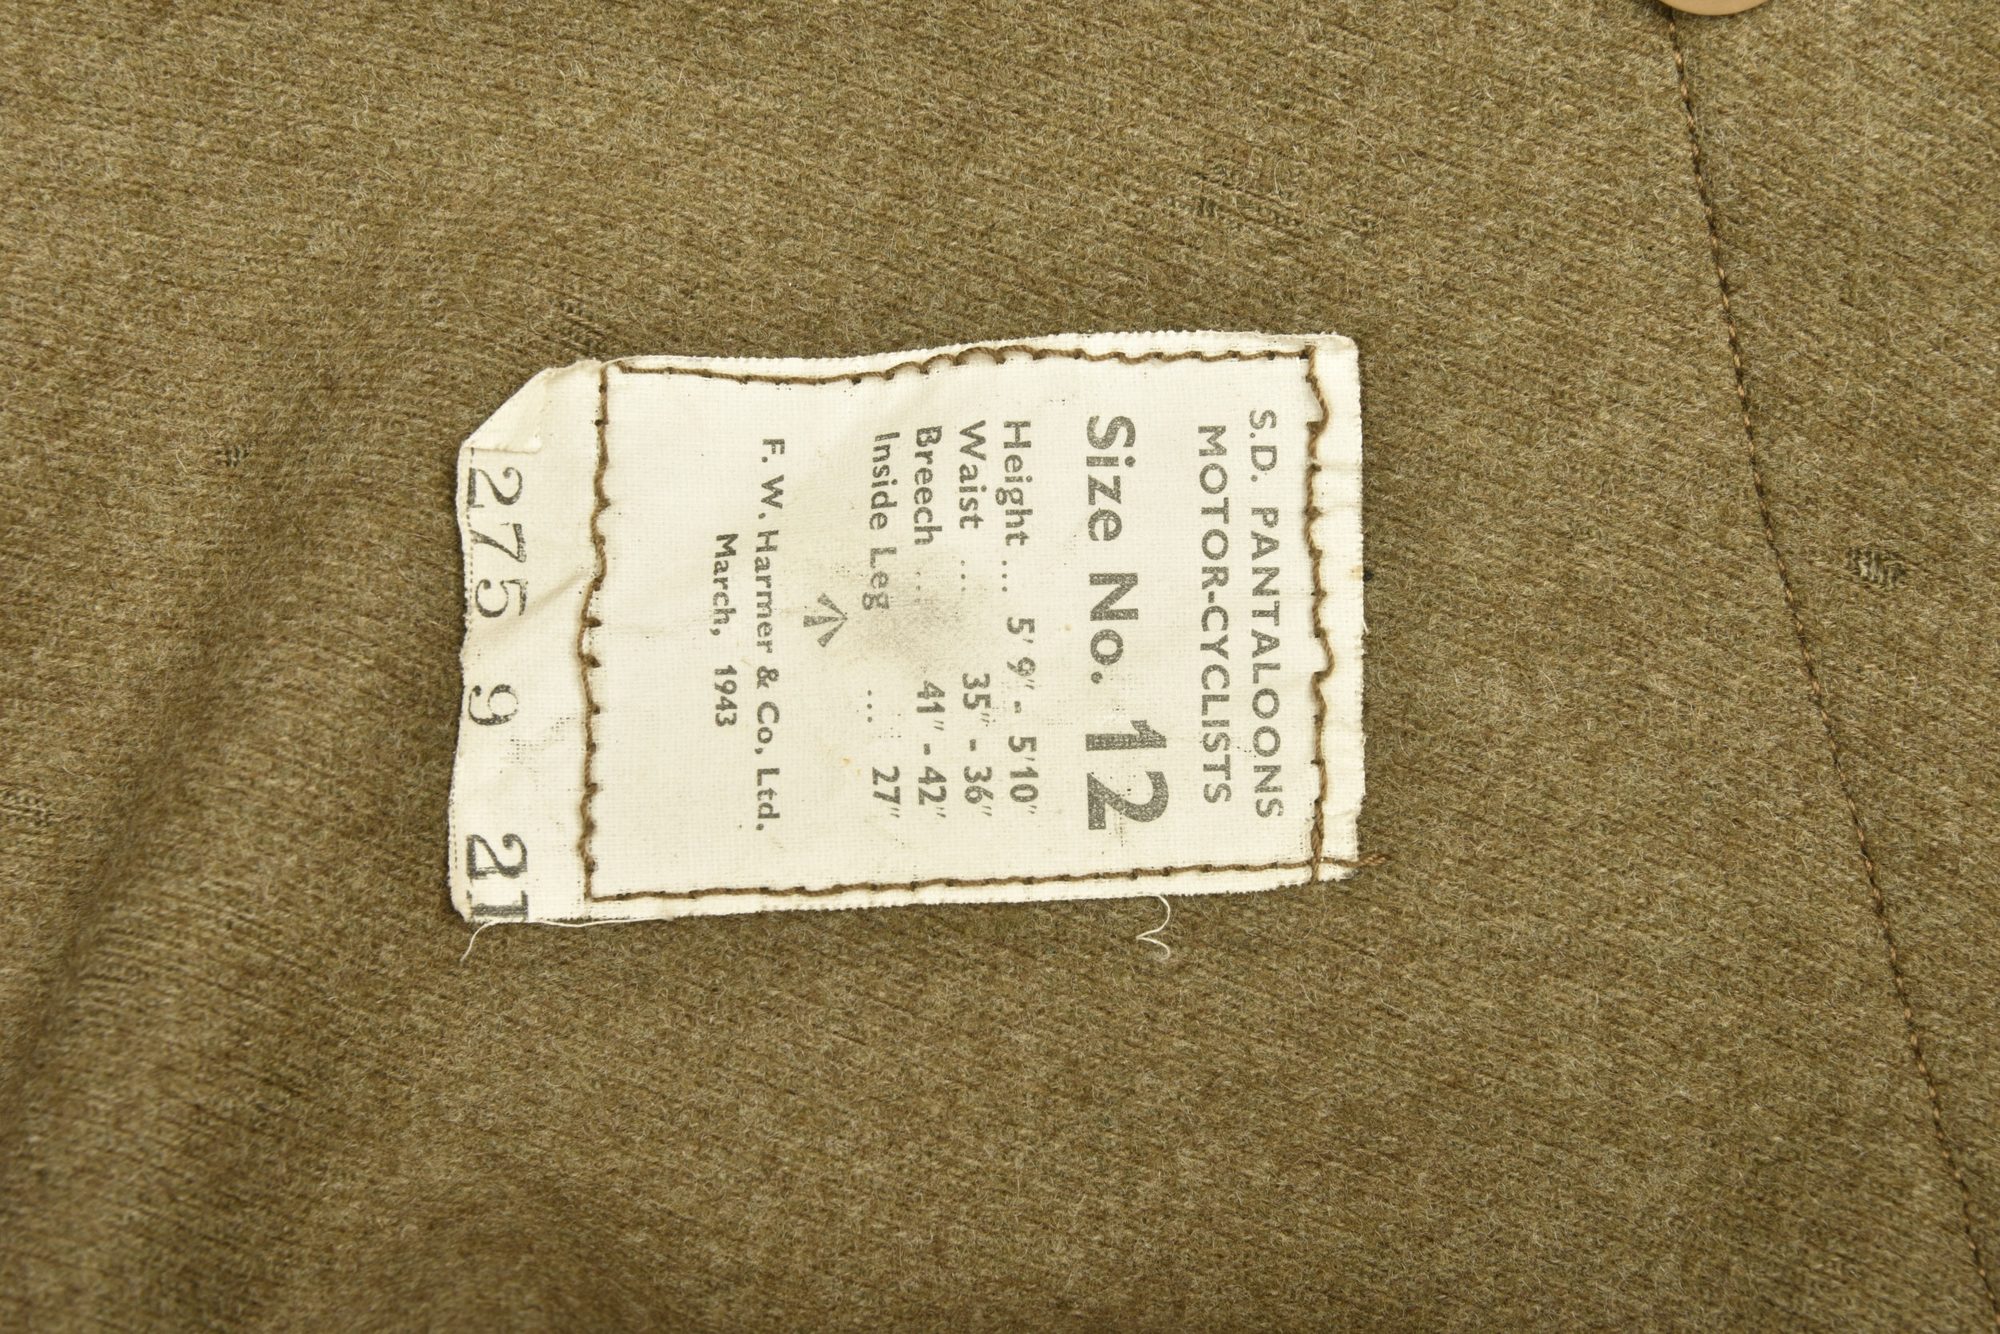 S.D. PANTALOONS
MOTOR-CYCLISTS
Size No. 12
Height ... 5' 9" - 5'10"
Waist ... 35" - 36"
Breech ... 41" - 42"
Inside Leg ... 27"
F. W. Harmer & Co, Ltd.
March, 1943
275 9 21